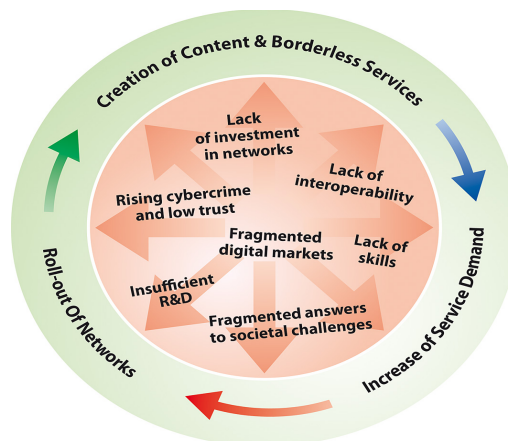 Creation of Content & Borderless Services
Lack
of investment
in networks
Lack of
interoperability
Rising cybercrime
and low trust
Fragmented
digital markets
Lack of
skills
Insufficient
R&D
Fragmented answers
to societal challenges
Roll-out Of Networks
Increase of Service Demand